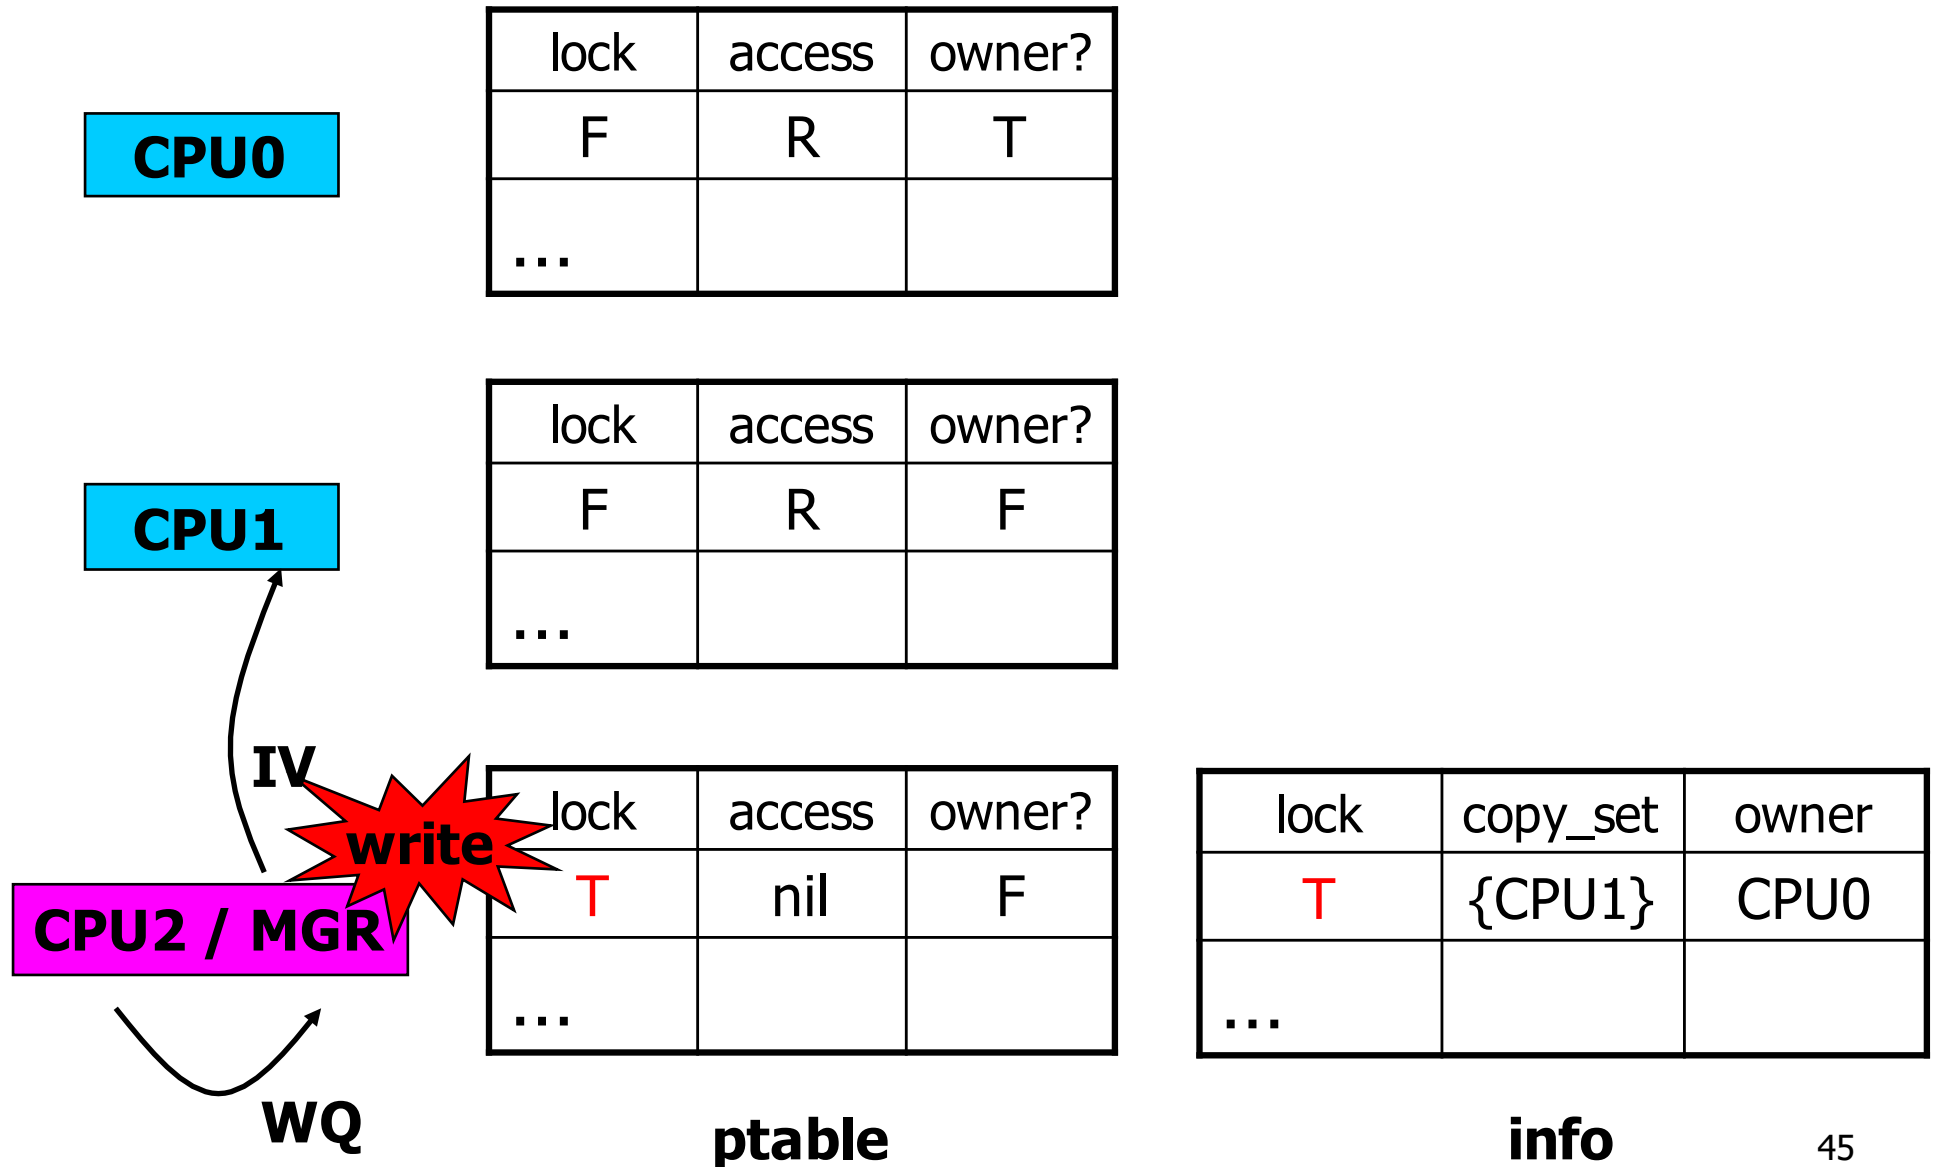 lock access owner?
CPU0 F R T
...
lock access owner?
CPU1 F R F
...
IV
write lock access owner? lock copy_set owner
CPU2 / MGR T nil F T {CPU1} CPU0
... ...
WQ ptable info 45